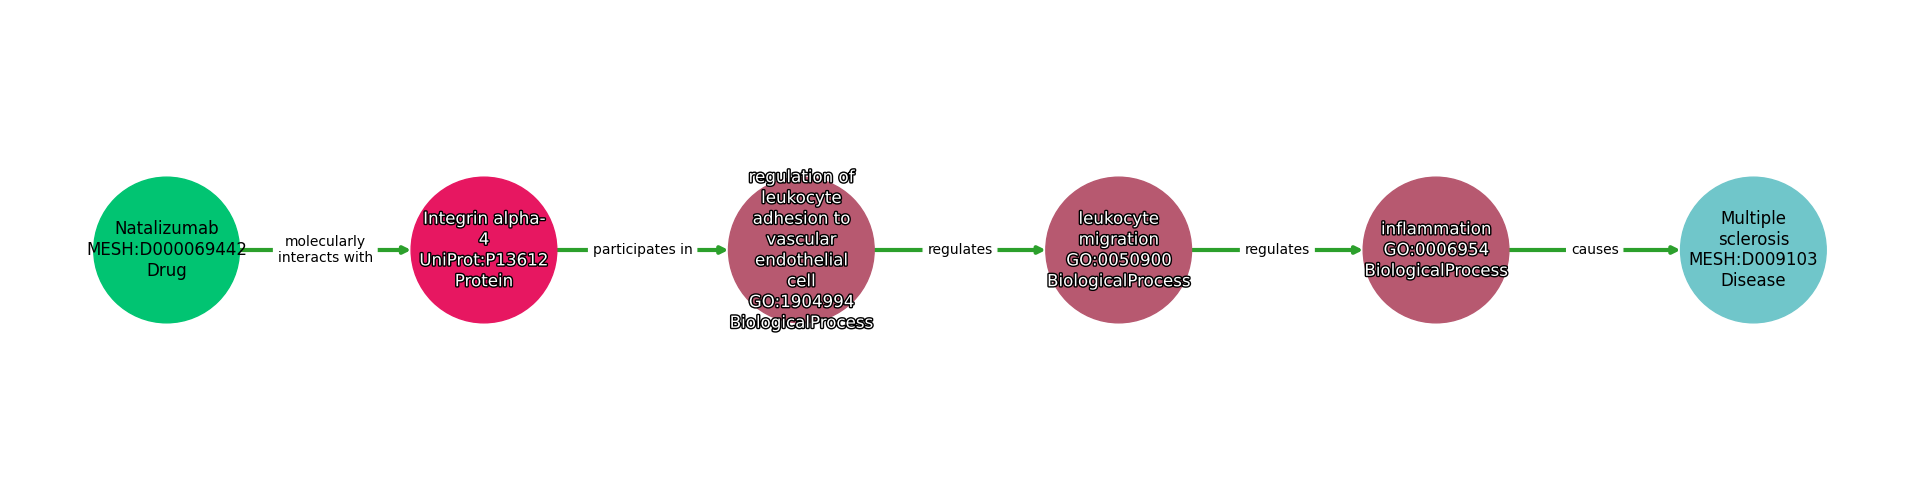 Natalizumab
MESH:D000069442
Drug
molecularly
interacts with
Integrin alpha-
4
UniProt:P13612
Protein
participates in
regulation of
leukocyte
adhesion to
vascular
endothelial
cell
GO:1904994
BiologicalProcess
regulates
leukocyte
migration
GO:0050900
BiologicalProcess
regulates
inflammation
GO:0006954
BiologicalProcess
causes
Multiple
sclerosis
MESH:D009103
Disease